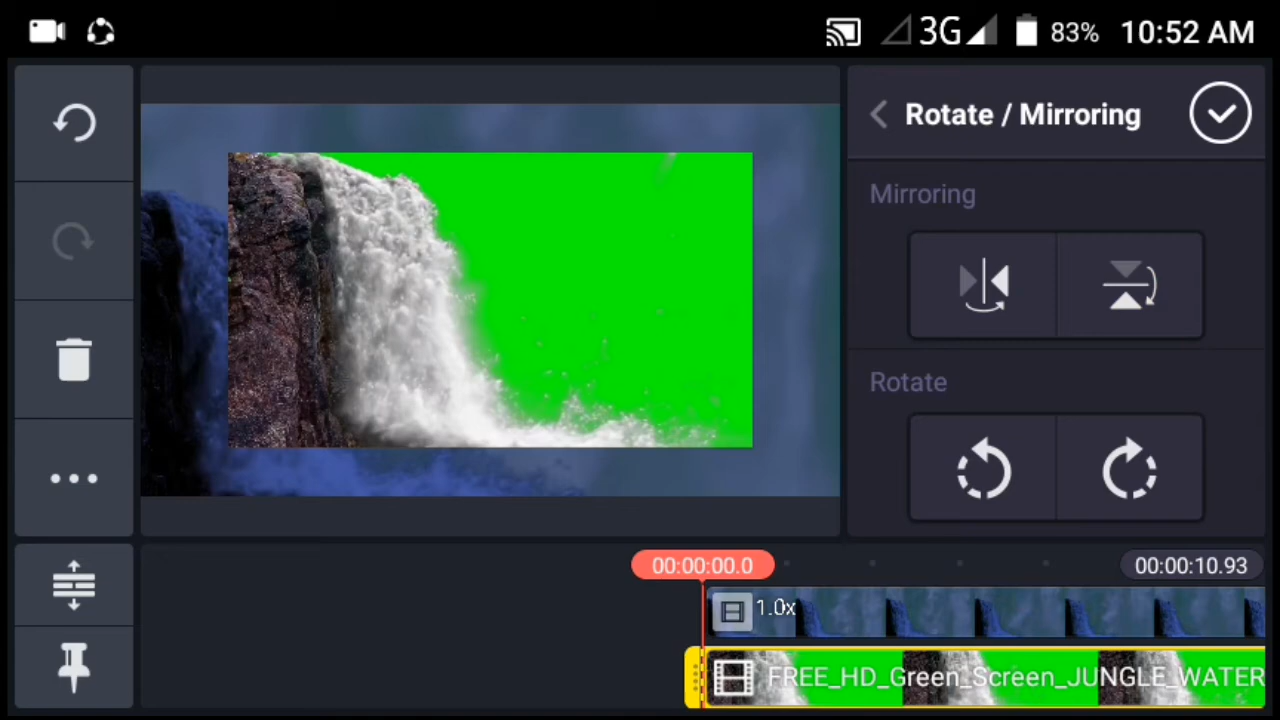 3G 83% 10:52 AM
Rotate / Mirroring
Mirroring
Rotate
00:00:00.0
00:00:10.93
1.0x
FREE_HD_Green_Screen_JUNGLE_WATER